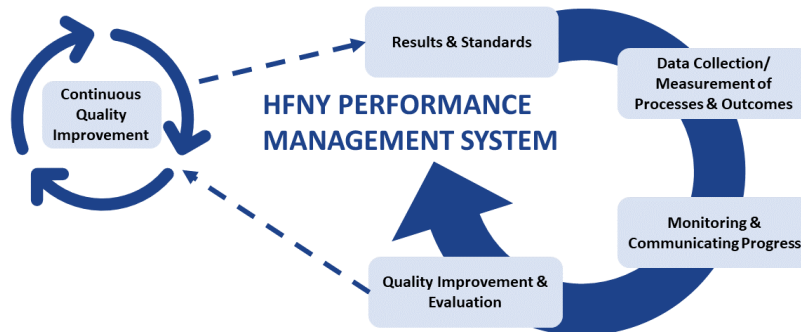 Results & Standards
Data Collection/
Measurement of
Processes & Outcomes
Continuous
Quality
Improvement
HFNY PERFORMANCE
MANAGEMENT SYSTEM
Monitoring &
Communicating Progress
Quality Improvement &
Evaluation